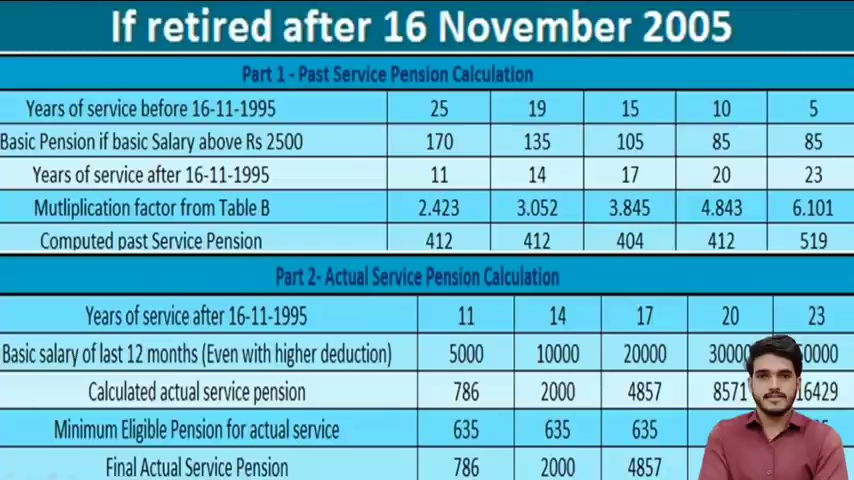 If retired after 16 November 2005
Part 1 - Past Service Pension Calculation
Years of service before 16-11-1995 25 19 15 10 5
Basic Pension if basic Salary above Rs 2500 170 135 105 85 85
Years of service after 16-11-1995 11 14 17 20 23
Mutliplication factor from Table B 2.423 3.052 3.845 4.843 6.101
Computed past Service Pension 412 412 404 412 519
Part 2- Actual Service Pension Calculation
Years of service after 16-11-1995 11 14 17 20 23
Basic salary of last 12 months (Even with higher deduction) 5000 10000 20000
Calculated actual service pension 786 2000 4857 8571 16429
Minimum Eligible Pension for actual service 635 635 635
Final Actual Service Pension 786 2000 4857